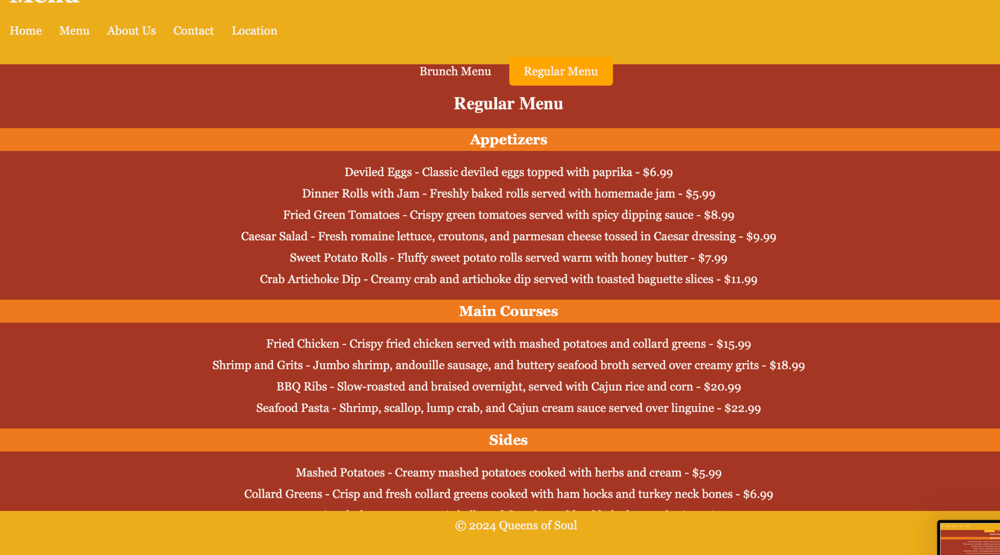 Menu
Home Menu About Us Contact Location
Brunch Menu Regular Menu
Regular Menu
Appetizers
Deviled Eggs - Classic deviled eggs topped with paprika - $6.99
Dinner Rolls with Jam - Freshly baked rolls served with homemade jam - $5.99
Fried Green Tomatoes - Crispy green tomatoes served with spicy dipping sauce - $8.99
Caesar Salad - Fresh romaine lettuce, croutons, and parmesan cheese tossed in Caesar dressing - $9.99
Sweet Potato Rolls - Fluffy sweet potato rolls served warm with honey butter - $7.99
Crab Artichoke Dip - Creamy crab and artichoke dip served with toasted baguette slices - $11.99
Main Courses
Fried Chicken - Crispy fried chicken served with mashed potatoes and collard greens - $15.99
Shrimp and Grits - Jumbo shrimp, andouille sausage, and buttery seafood broth served over creamy grits - $18.99
BBQ Ribs - Slow-roasted and braised overnight, served with Cajun rice and corn - $20.99
Seafood Pasta - Shrimp, scallop, lump crab, and Cajun cream sauce served over linguine - $22.99
Sides
Mashed Potatoes - Creamy mashed potatoes cooked with herbs and cream - $5.99
Collard Greens - Crisp and fresh collard greens cooked with ham hocks and turkey neck bones - $6.99
© 2024 Queens of Soul